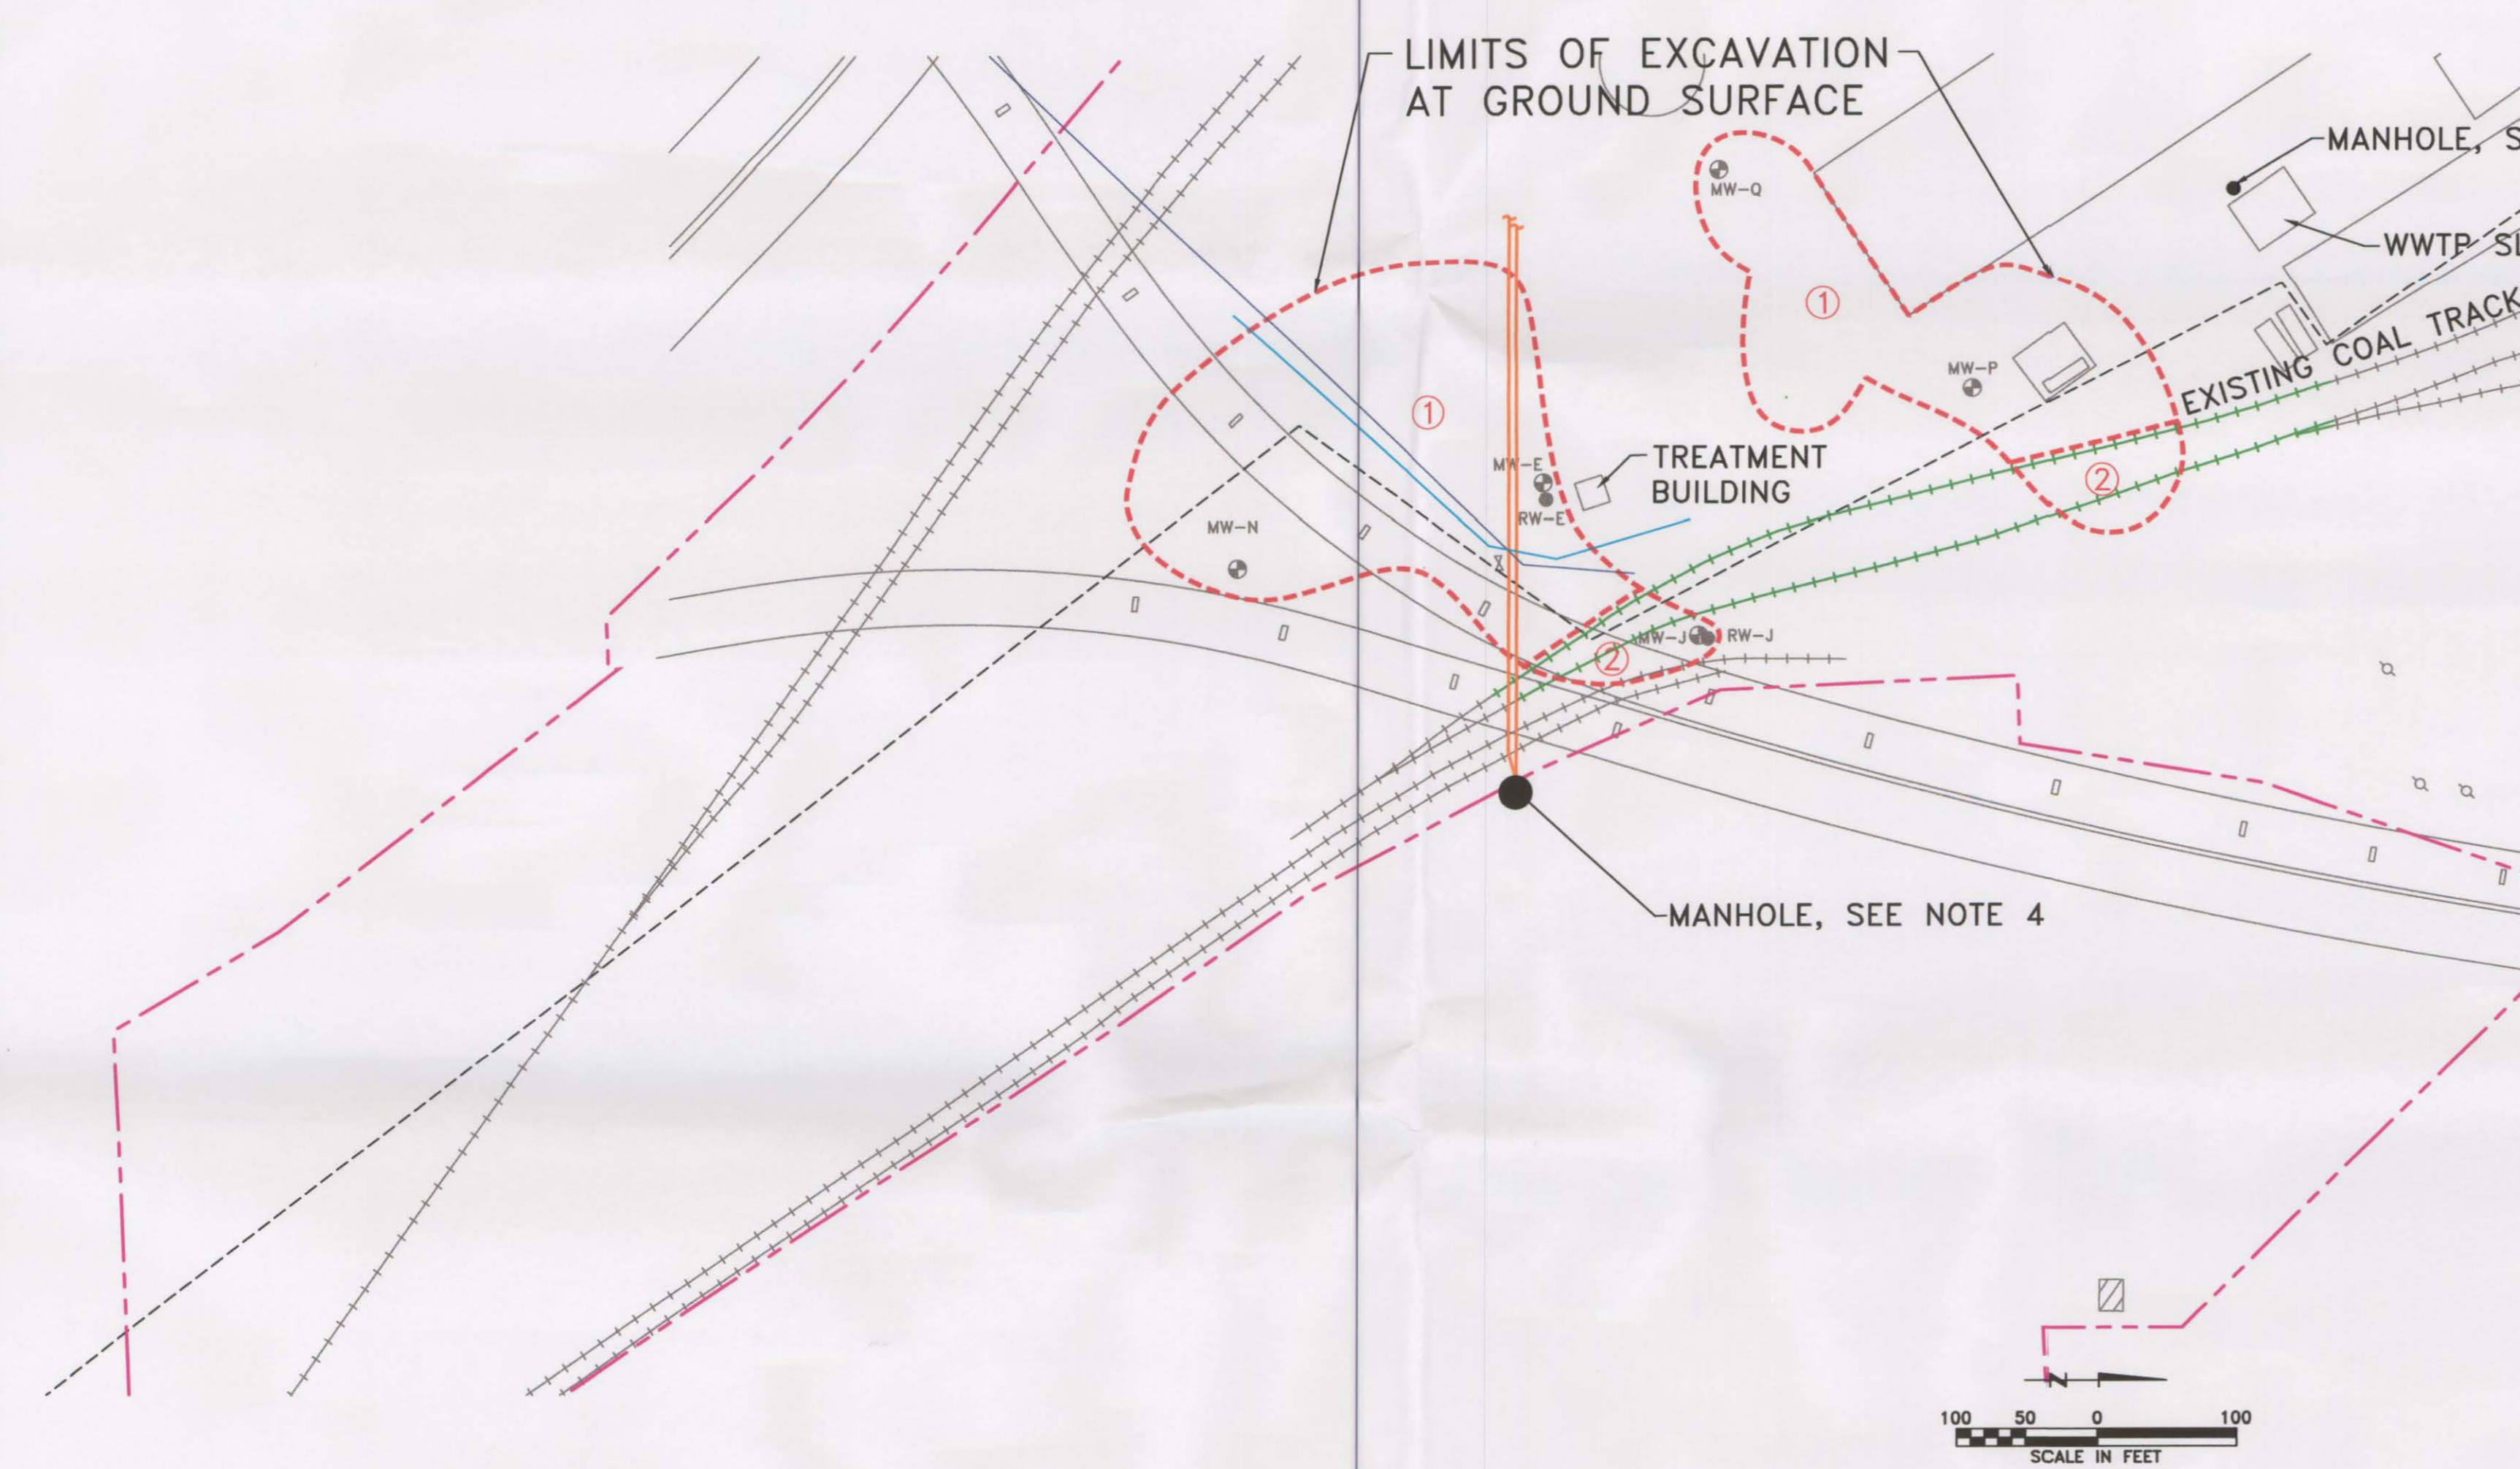 LIMITS OF EXCAVATION
AT GROUND SURFACE
MANHOLE, S
MW-Q
WWTP SL
①
EXISTING COAL TRACK
MW-P
①
TREATMENT
BUILDING
MW-E
RW-E
②
MW-N
MW-J
RW-J
②
MANHOLE, SEE NOTE 4
N
100 50 0 100
SCALE IN FEET